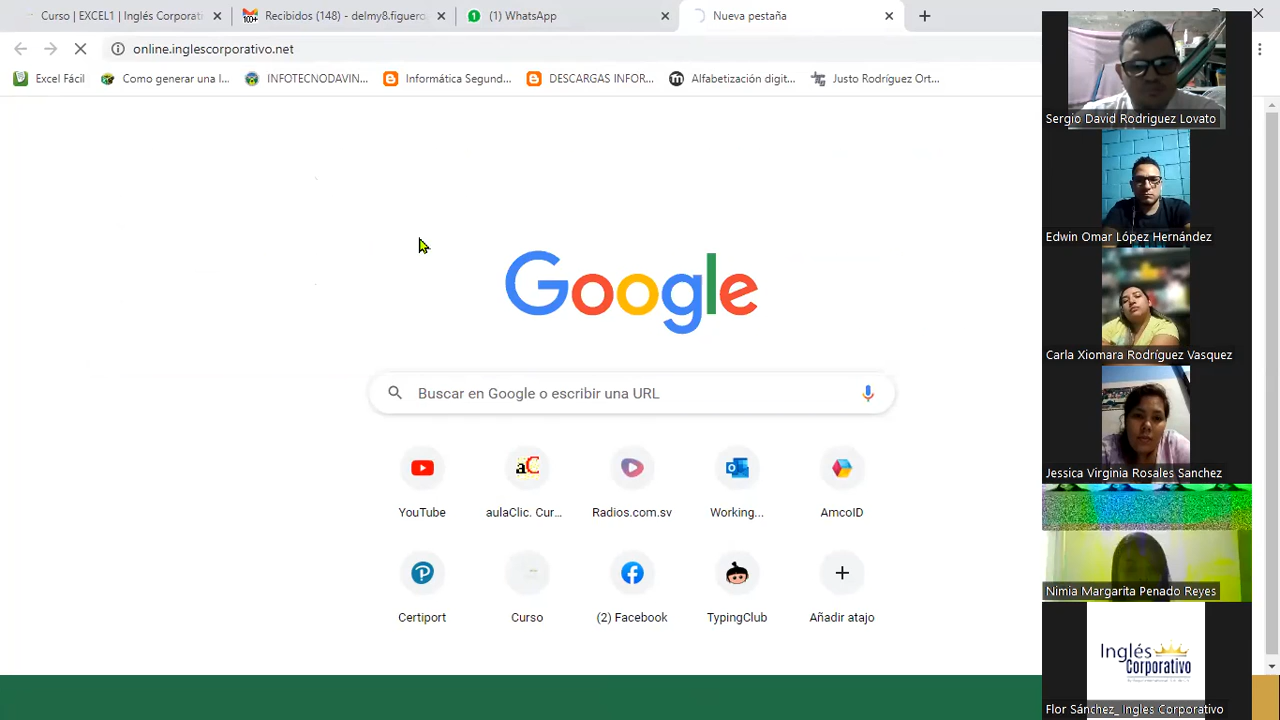 Curso: EXCEL1 | Inglés Corporati
Recibidos (148) - davy.figue
WhatsApp
Nueva pestaña
online.inglescorporativo.net
Excel Fácil
Como generar una l...
INFOTECNODAVIN...
Informática Segund...
DESCARGAS INFOR...
Alfabetización digit...
Justo Rodríguez Ort...
Google
Buscar en Google o escribir una URL
YouTube
aulaClic. Cur...
Radios.com.sv
Working...
AmcoID
Certiport
Curso
(2) Facebook
TypingClub
Añadir atajo
Sergio David Rodriguez Lovato
Edwin Omar López Hernández
Carla Xiomara Rodríguez Vasquez
Jessica Virginia Rosales Sanchez
Nimia Margarita Penado Reyes
Inglés
Corporativo
Flor Sánchez_ Ingles Corporativo